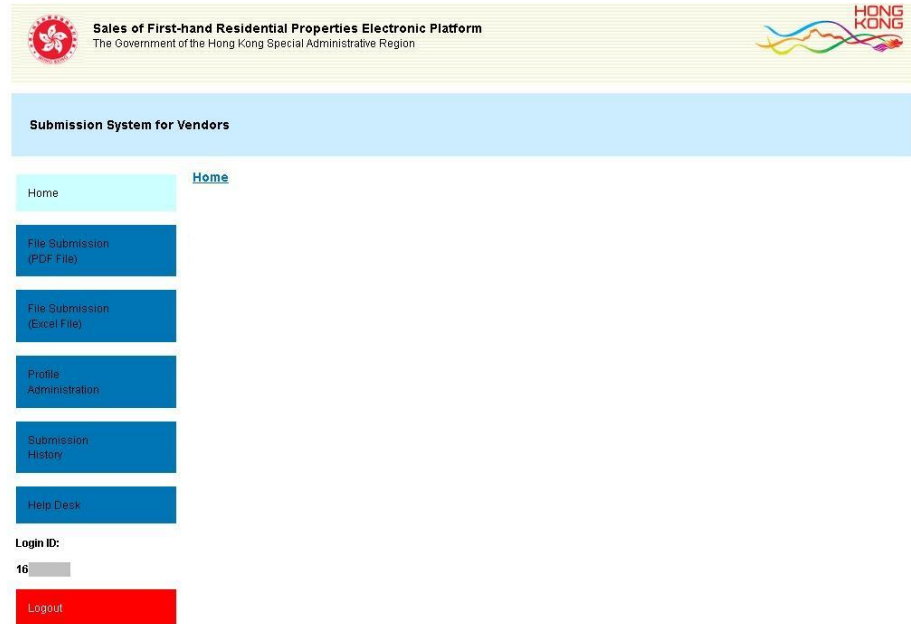 Sales of First-hand Residential Properties Electronic Platform
The Government of the Hong Kong Special Administrative Region
HONG
KONG
Submission System for Vendors
Home
Home
File Submission
(PDF File)
File Submission
(Excel File)
Profile
Administration
Submission
History
Help Desk
Login ID:
16
Logout